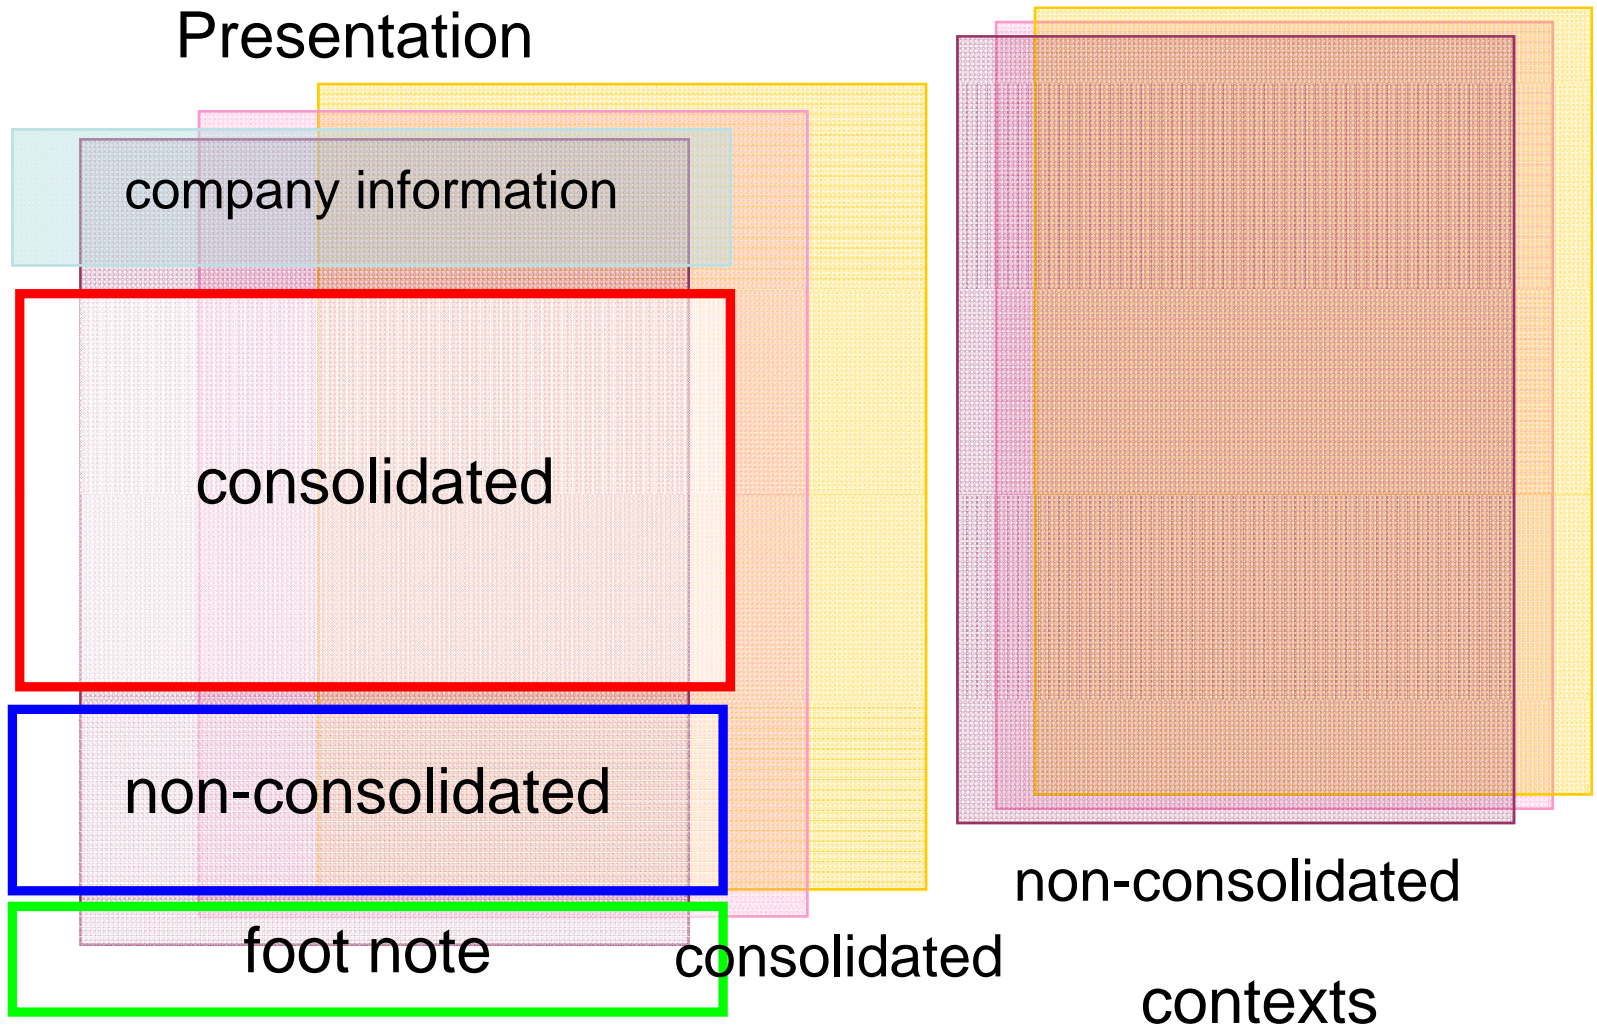 Presentation
company information
consolidated
non-consolidated
foot note
consolidated
non-consolidated
contexts